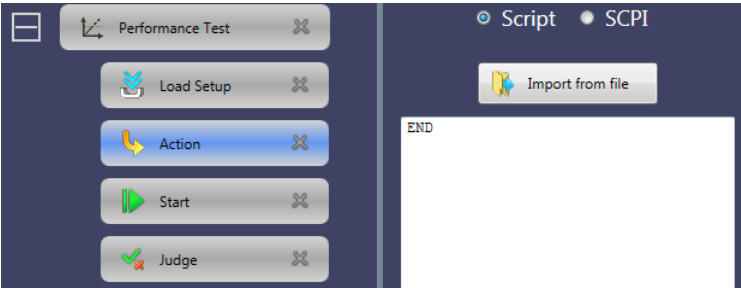 Performance Test
Load Setup
Action
Start
Judge
Script SCPI
Import from file
END